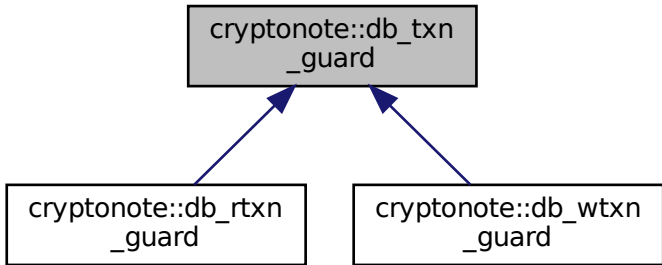 cryptonote::db_txn
_guard
cryptonote::db_rtxn
_guard
cryptonote::db_wtxn
_guard